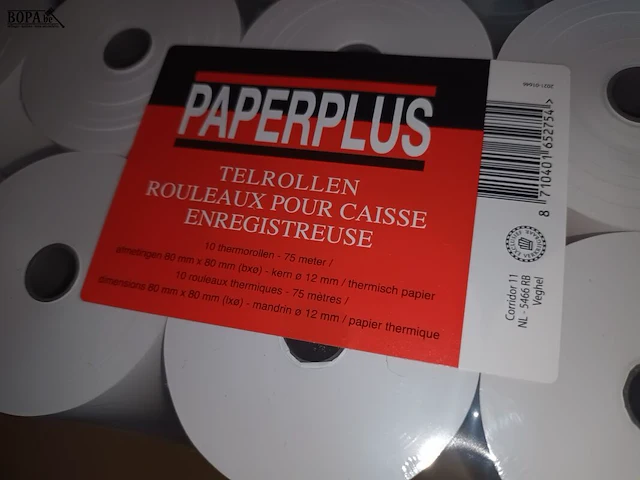 BOPA.be
PAPERPLUS
TELROLLEN
ROULEAUX POUR CAISSE
ENREGISTREUSE
10 thermorollen - 75 meter /
afmetingen 80 mm x 80 mm (bxø) - kern ø 12 mm / thermisch papier
10 rouleaux thermiques - 75 mètres /
dimensions 80 mm x 80 mm (lxø) - mandrin ø 12 mm / papier thermique
8 710401 652754 >
Corridor 11
NL - 5466 RB
Veghel